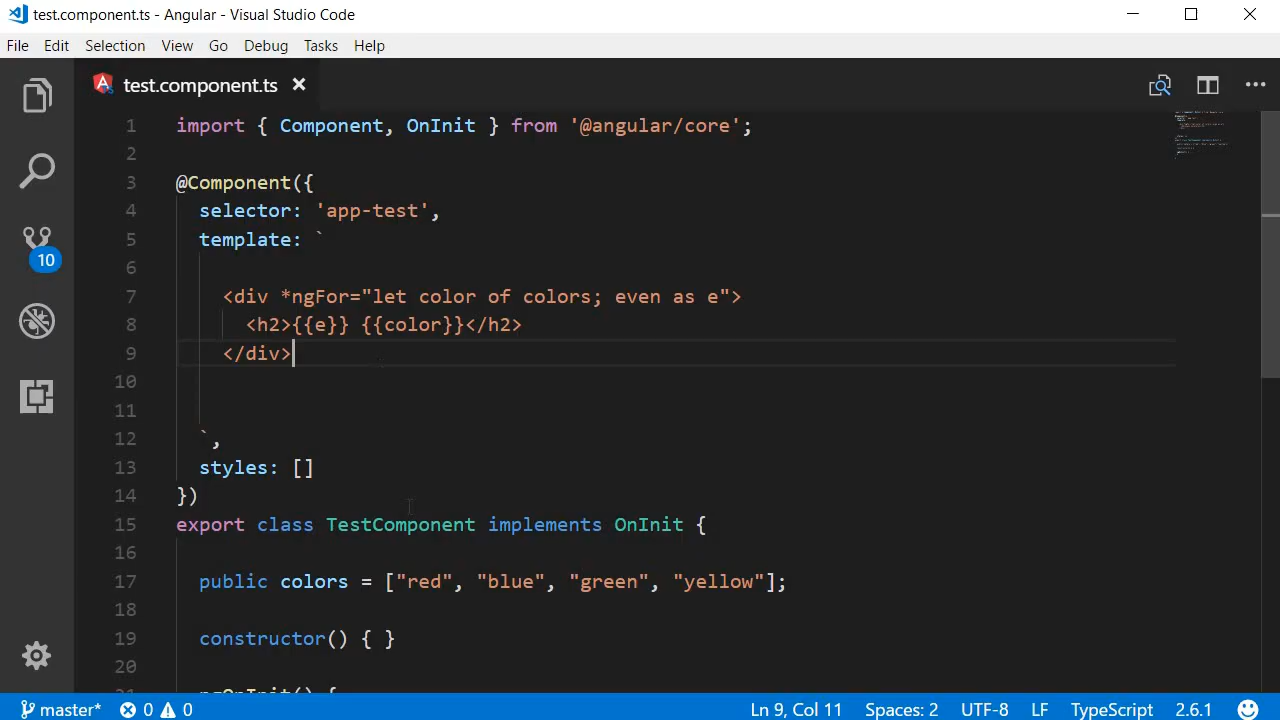 test.component.ts - Angular - Visual Studio Code
File Edit Selection View Go Debug Tasks Help
test.component.ts
1 import { Component, OnInit } from '@angular/core';
2
3 @Component({
4 selector: 'app-test',
5 template: `
6
7 <div *ngFor="let color of colors; even as e">
8 <h2>{{e}} {{color}}</h2>
9 </div>
10
11
12 `,
13 styles: []
14 })
15 export class TestComponent implements OnInit {
16
17 public colors = ["red", "blue", "green", "yellow"];
18
19 constructor() { }
20
21 ngOnInit() {
10
master* 0 0 Ln 9, Col 11 Spaces: 2 UTF-8 LF TypeScript 2.6.1